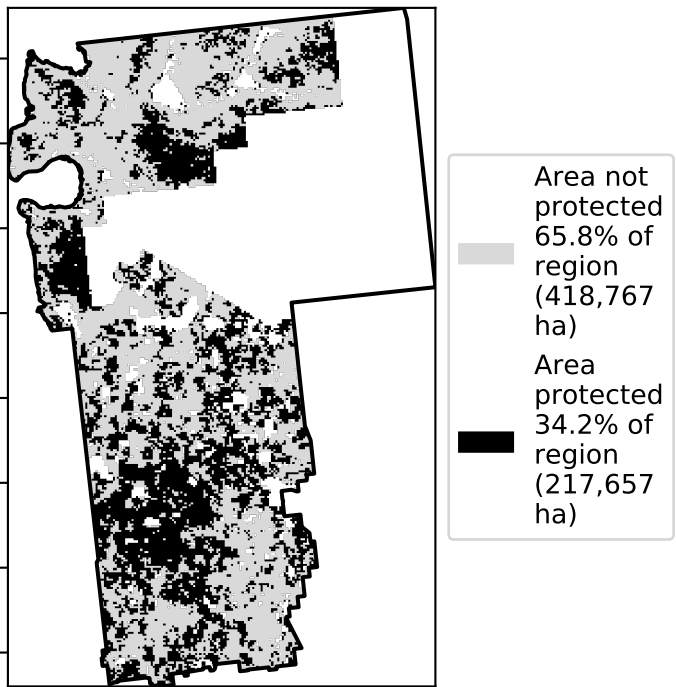 Area not
protected
65.8% of
region
(418,767
ha)
Area
protected
34.2% of
region
(217,657
ha)